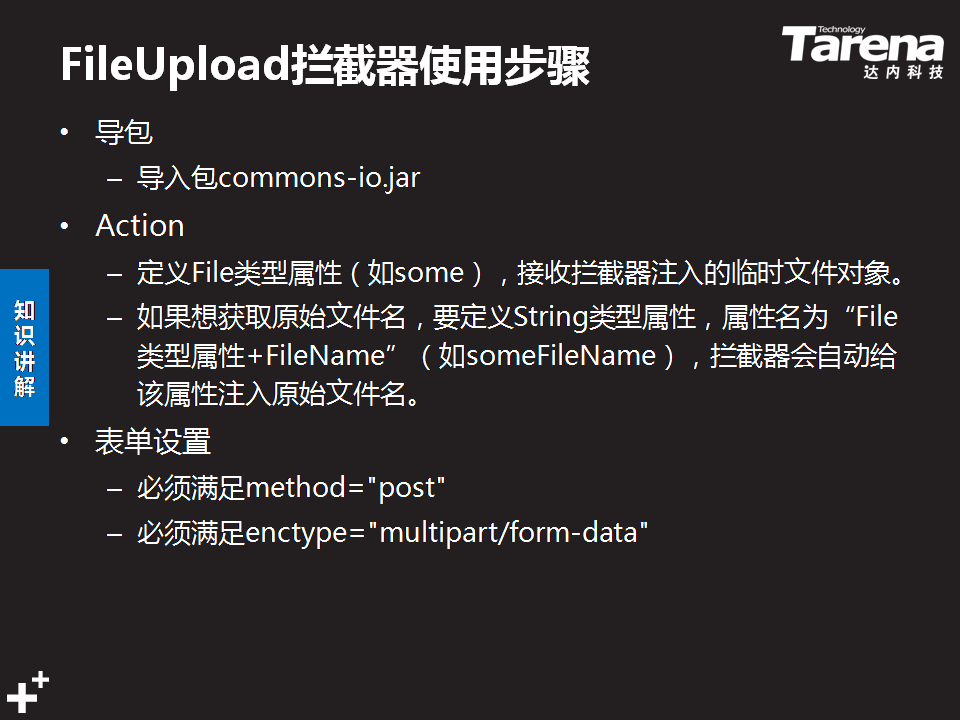 FileUpload拦截器使用步骤
Technology
Tarena
达内科技
• 导包
– 导入包commons-io.jar
• Action
– 定义File类型属性（如some），接收拦截器注入的临时文件对象。
– 如果想获取原始文件名，要定义String类型属性，属性名为“File
类型属性+FileName”（如someFileName），拦截器会自动给
该属性注入原始文件名。
• 表单设置
– 必须满足method="post"
– 必须满足enctype="multipart/form-data"
知
识
讲
解